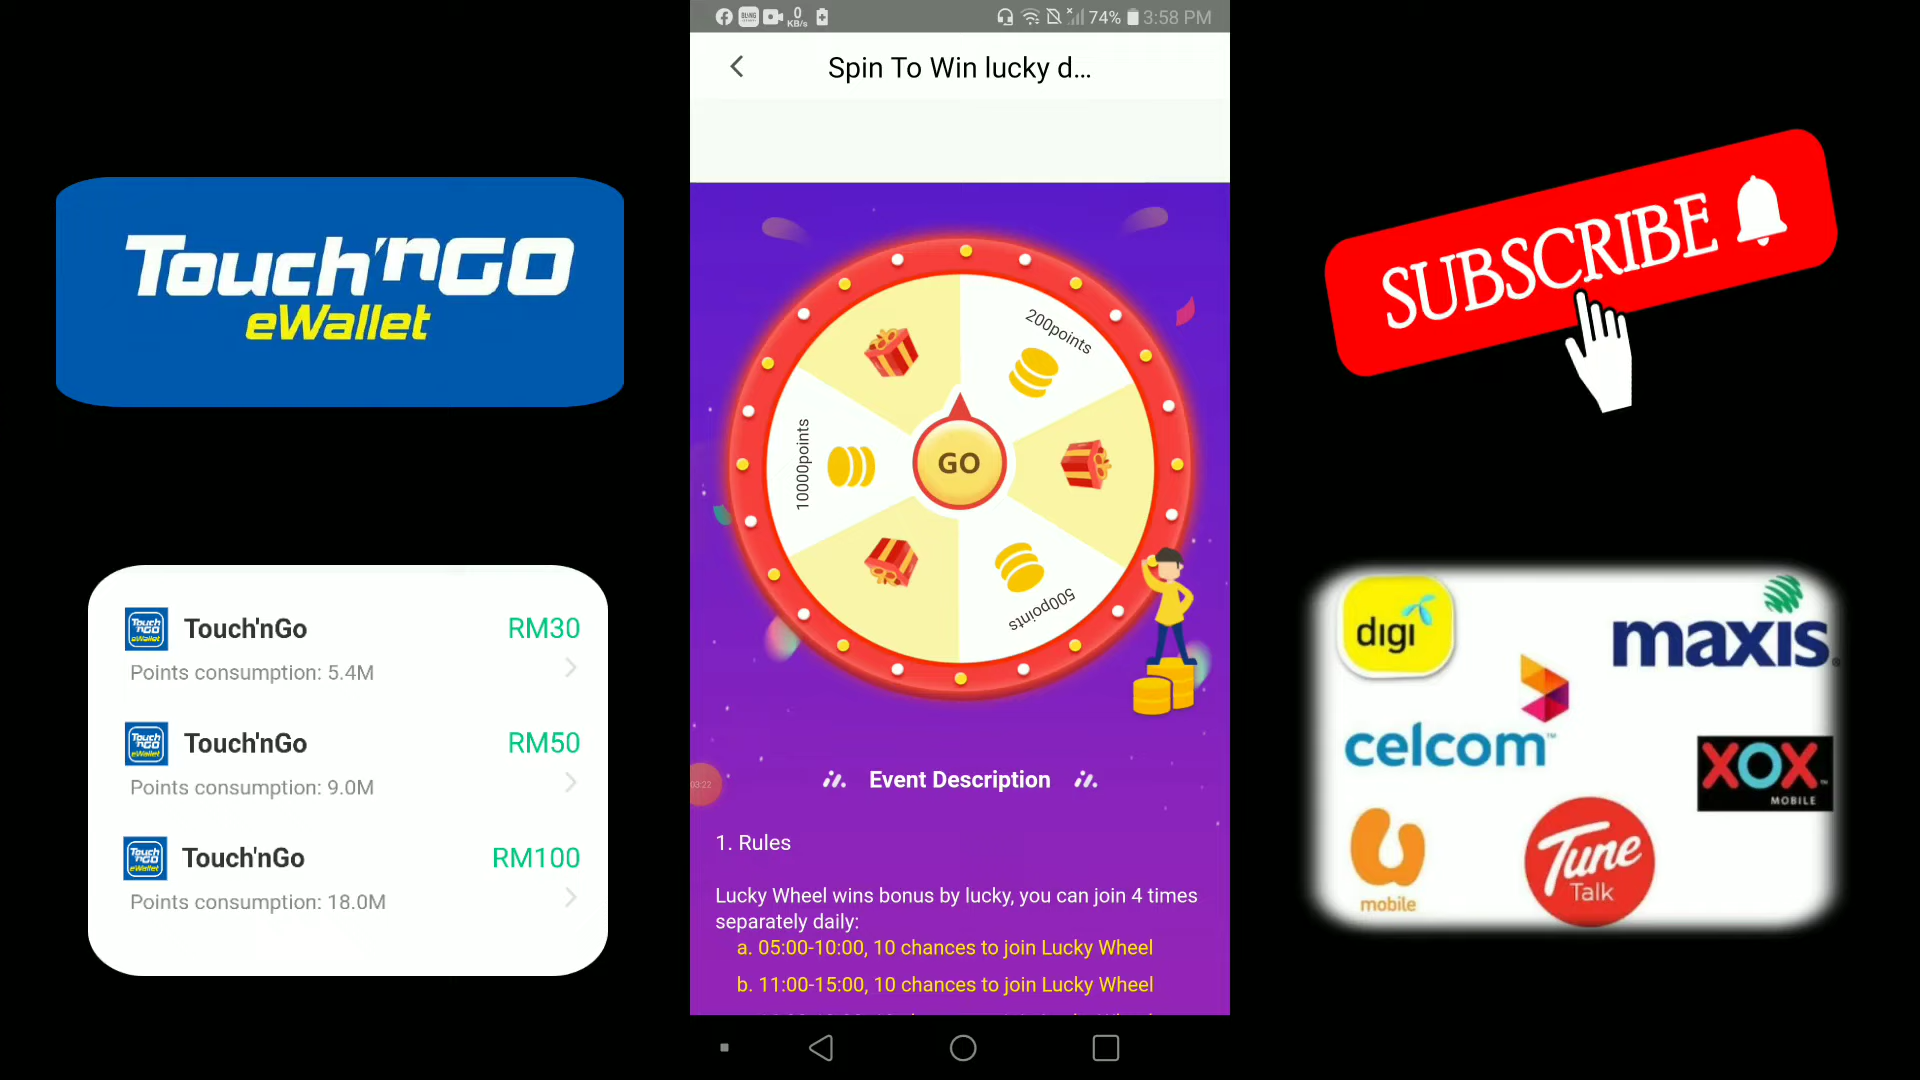 0
KB/s
74%
3:58 PM
Spin To Win lucky d...
Touch'nGO
eWallet
SUBSCRIBE
200points
10000points
GO
500points
Touch'nGo
RM30
Points consumption: 5.4M
Touch'nGo
RM50
Points consumption: 9.0M
Touch'nGo
RM100
Points consumption: 18.0M
digi
maxis
celcom
XOX
MOBILE
mobile
Tune
Talk
03:22
Event Description
1. Rules
Lucky Wheel wins bonus by lucky, you can join 4 times
separately daily:
a. 05:00-10:00, 10 chances to join Lucky Wheel
b. 11:00-15:00, 10 chances to join Lucky Wheel